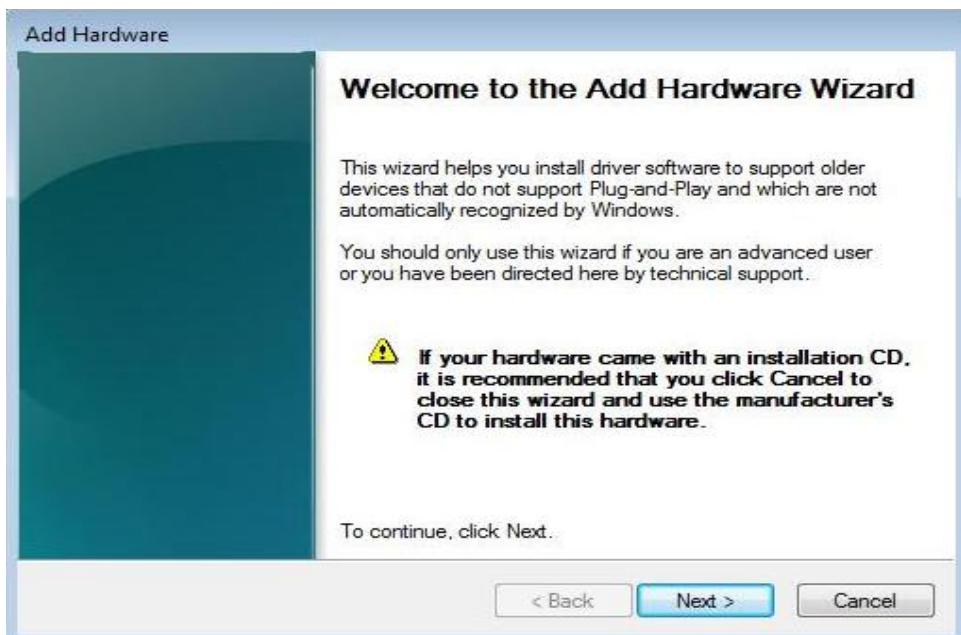 Add Hardware
Welcome to the Add Hardware Wizard
This wizard helps you install driver software to support older
devices that do not support Plug-and-Play and which are not
automatically recognized by Windows.
You should only use this wizard if you are an advanced user
or you have been directed here by technical support.
If your hardware came with an installation CD,
it is recommended that you click Cancel to
close this wizard and use the manufacturer's
CD to install this hardware.
To continue, click Next.
< Back Next > Cancel